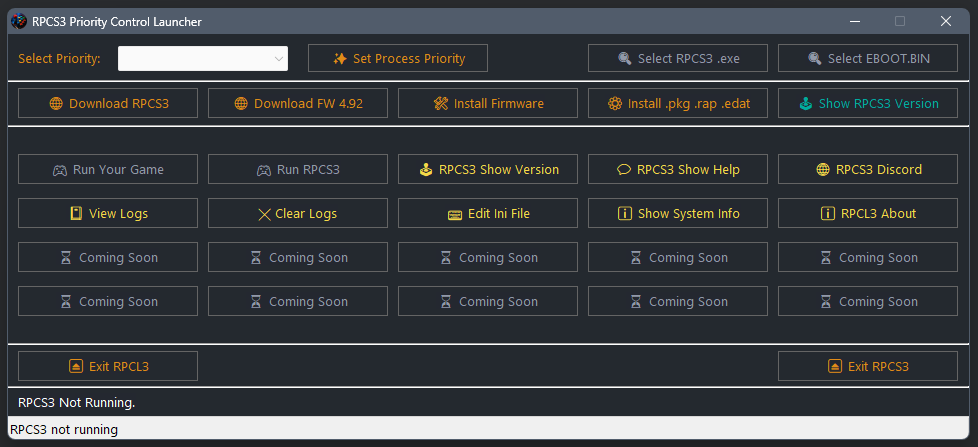 RPCS3 Priority Control Launcher
Select Priority: Set Process Priority Select RPCS3 .exe Select EBOOT.BIN
Download RPCS3 Download FW 4.92 Install Firmware Install .pkg .rap .edat Show RPCS3 Version
Run Your Game Run RPCS3 RPCS3 Show Version RPCS3 Show Help RPCS3 Discord
View Logs Clear Logs Edit Ini File Show System Info RPCL3 About
Coming Soon Coming Soon Coming Soon Coming Soon Coming Soon
Coming Soon Coming Soon Coming Soon Coming Soon Coming Soon
Exit RPCL3 Exit RPCS3
RPCS3 Not Running.
RPCS3 not running